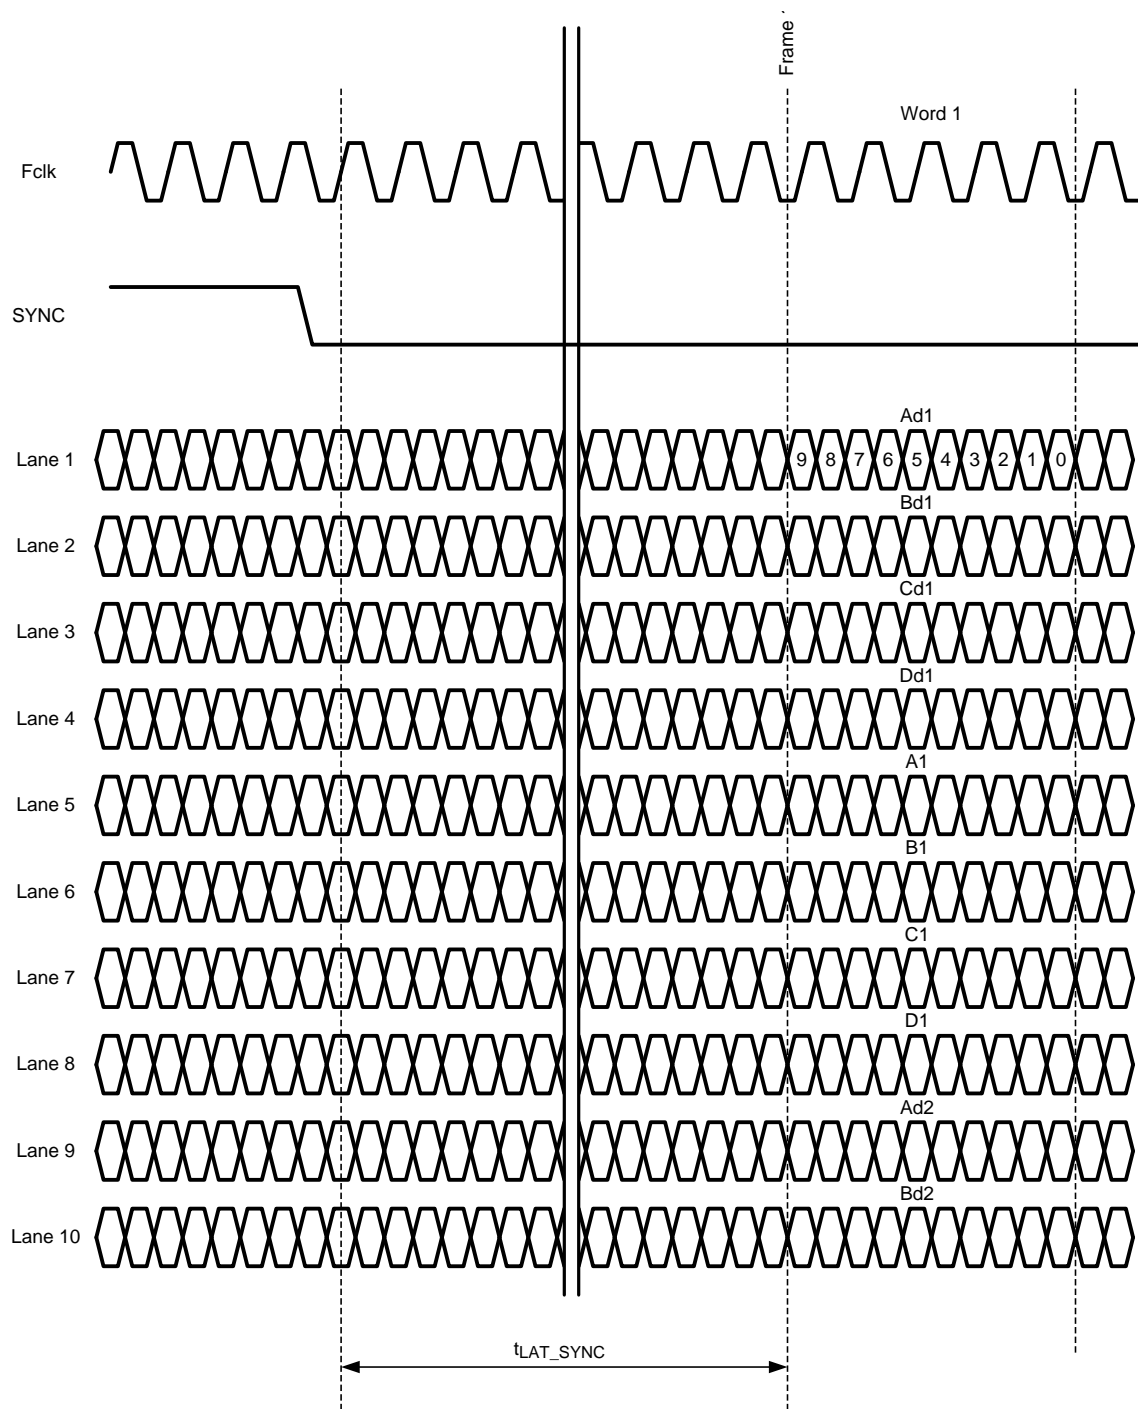 Frame
Word 1
Fclk
SYNC
Ad1
Lane 1
9 8 7 6 5 4 3 2 1 0
Bd1
Lane 2
Cd1
Lane 3
Dd1
Lane 4
A1
Lane 5
B1
Lane 6
C1
Lane 7
D1
Lane 8
Ad2
Lane 9
Bd2
Lane 10
tLAT_SYNC